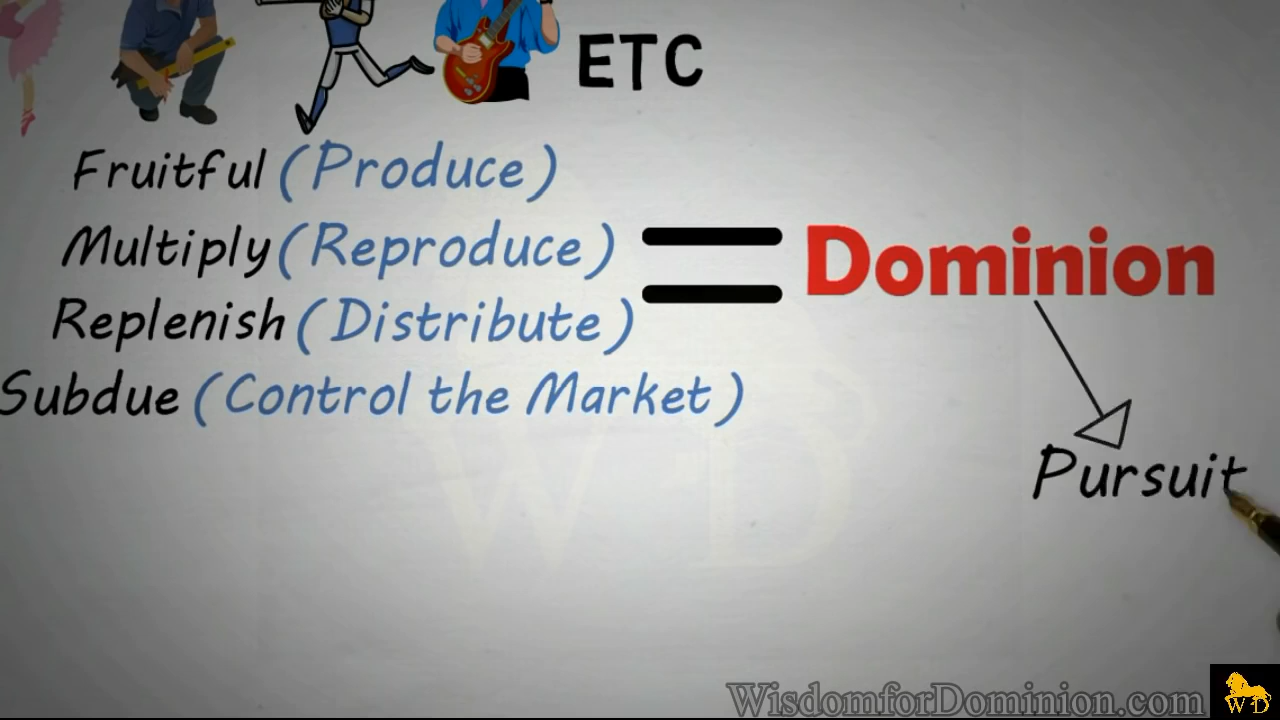 ETC
Fruitful (Produce)
Multiply (Reproduce)
Replenish (Distribute)
Subdue (Control the Market)
= Dominion
Pursuit
W D
WisdomforDominion.com
WD